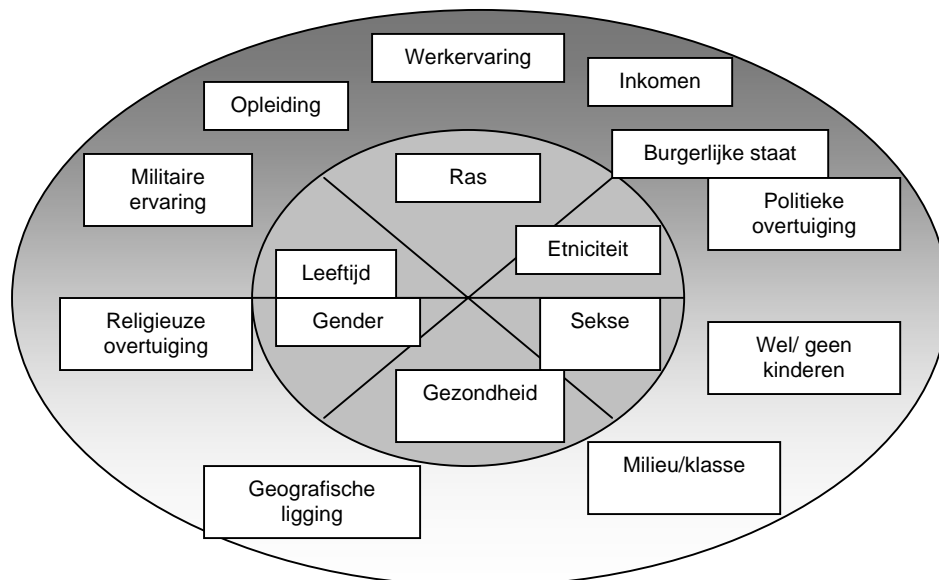 Werkervaring
Inkomen
Opleiding
Burgerlijke staat
Militaire
ervaring
Ras
Politieke
overtuiging
Etniciteit
Leeftijd
Religieuze
overtuiging
Gender
Sekse
Wel/ geen
kinderen
Gezondheid
Milieu/klasse
Geografische
ligging